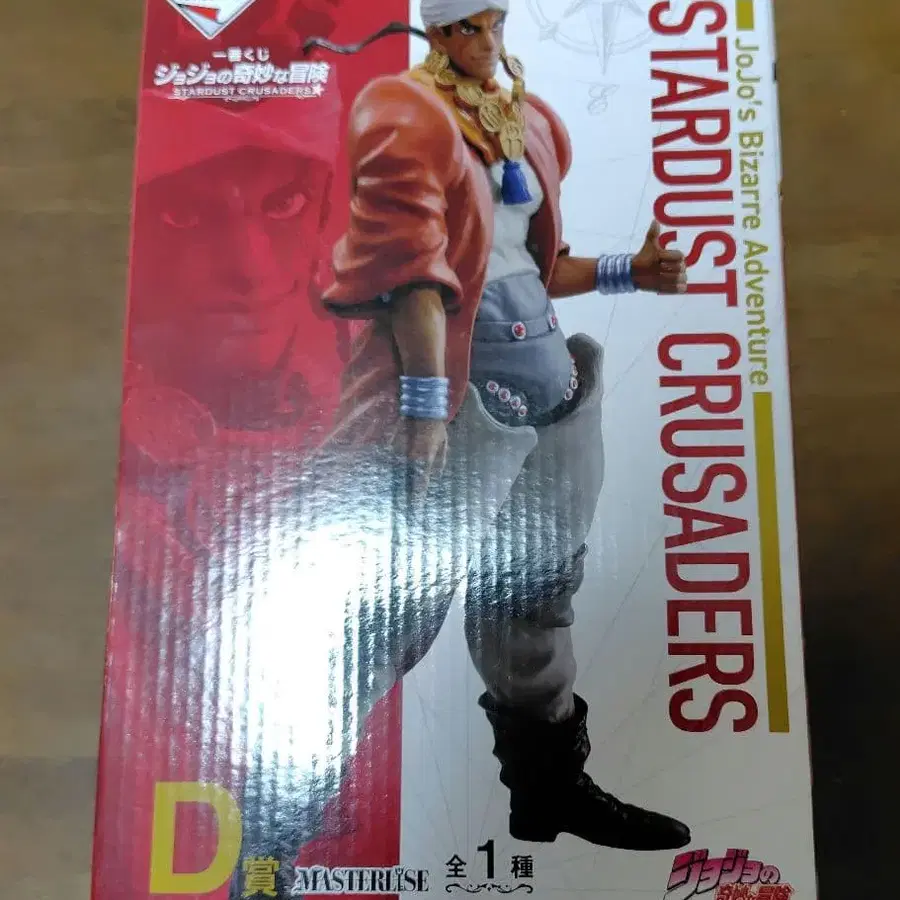 一番くじ
ジョジョの奇妙な冒険
STARDUST CRUSADERS
JoJo's Bizarre Adventure
STARDUST CRUSADERS
D賞
MASTERLISE
全1種
ジョジョの
奇妙な冒険